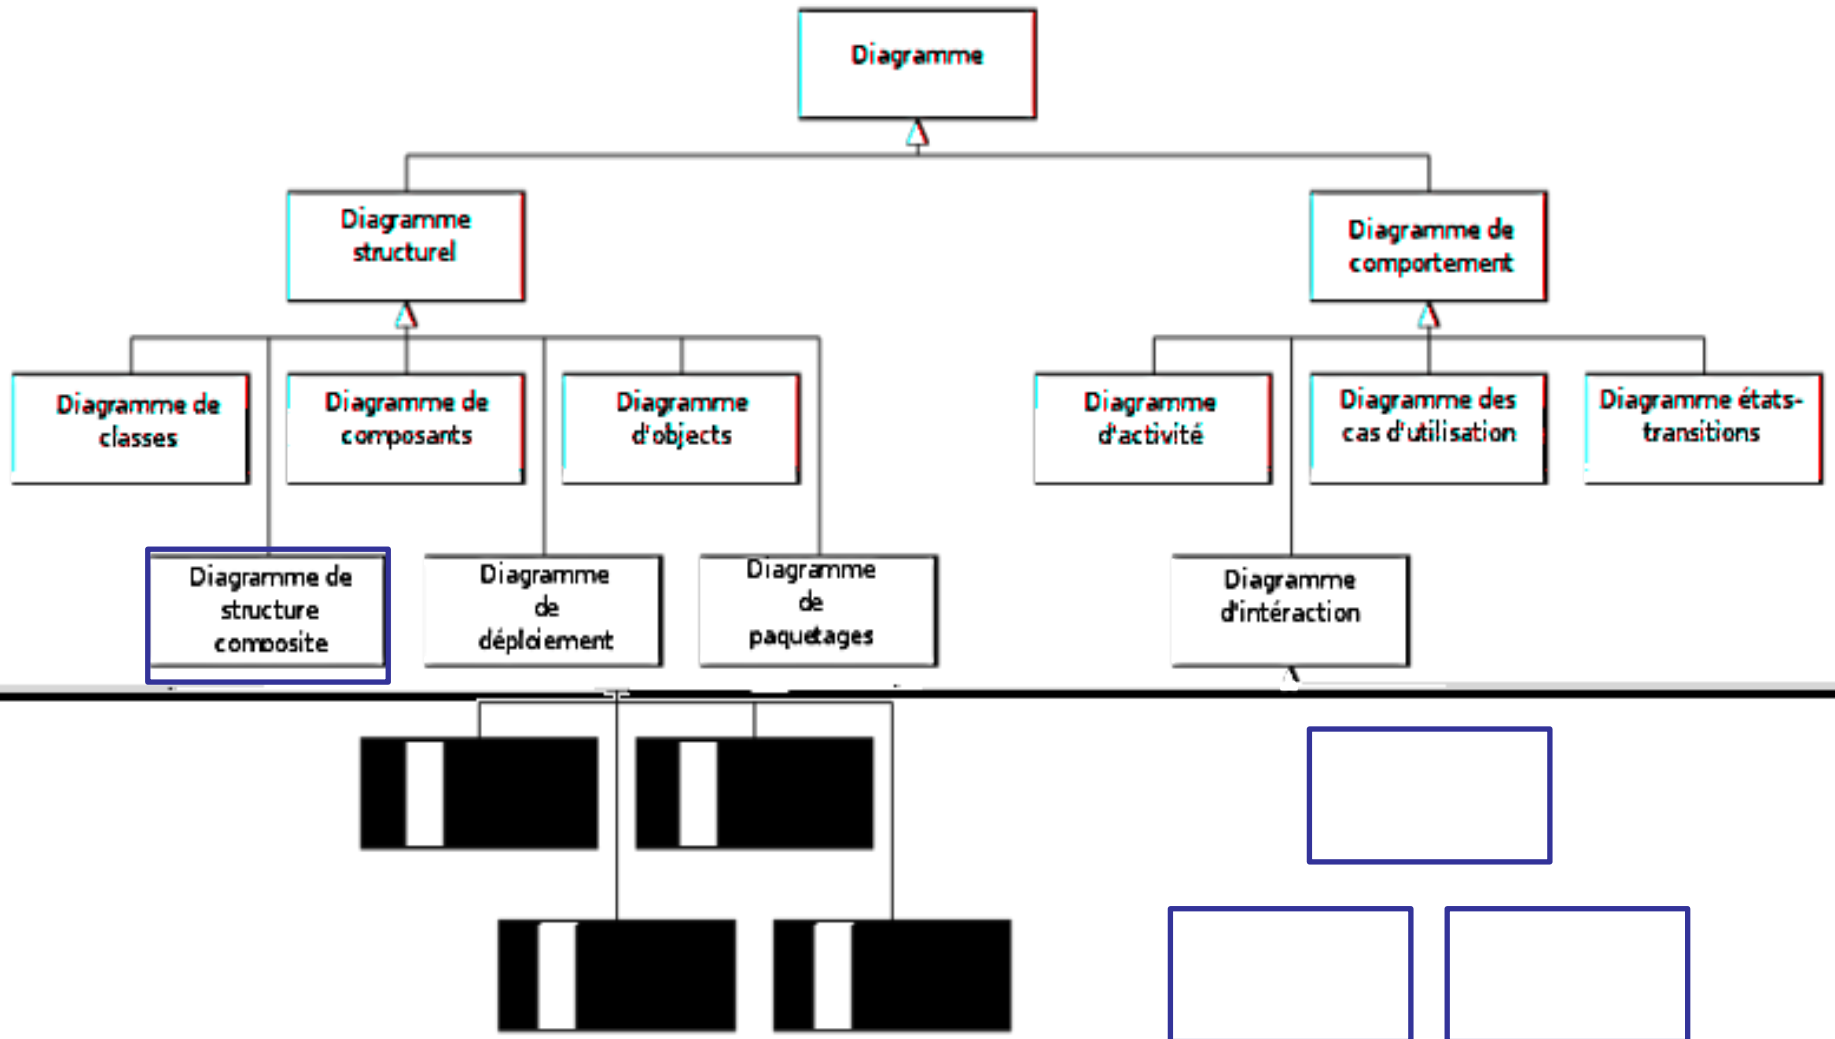 Diagramme
Diagramme
structurel
Diagramme de
comportement
Diagramme de
classes
Diagramme de
composants
Diagramme
d'objects
Diagramme
d'activité
Diagramme des
cas d'utilisation
Diagramme états-
transitions
Diagramme de
structure
composite
Diagramme
de
déploiement
Diagramme
de
paquetages
Diagramme
d'intéraction